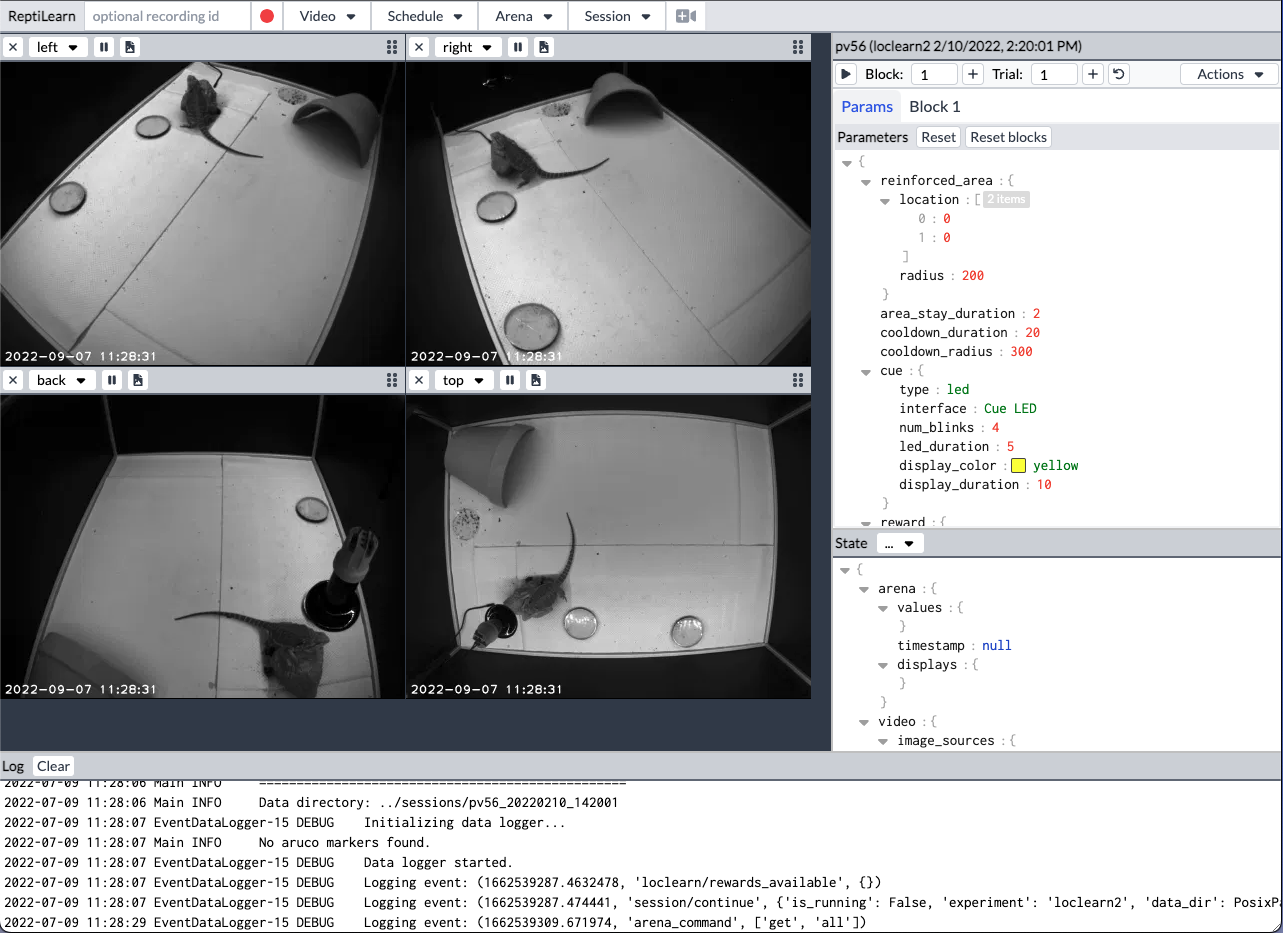 ReptiLearn optional recording id Video Schedule Arena Session
left
right
2022-09-07 11:28:31
2022-09-07 11:28:31
back
top
2022-09-07 11:28:31
2022-09-07 11:28:31
pv56 (loclearn2 2/10/2022, 2:20:01 PM)
Block: 1 + Trial: 1 + Actions
Params Block 1
Parameters Reset Reset blocks
{
reinforced_area : {
location : [ 2 items
0 : 0
1 : 0
]
radius : 200
}
area_stay_duration : 2
cooldown_duration : 20
cooldown_radius : 300
cue : {
type : led
interface : Cue LED
num_blinks : 4
led_duration : 5
display_color : yellow
display_duration : 10
}
reward : {
State ...
{
arena : {
values : {
}
timestamp : null
displays : {
}
}
video : {
image_sources : {
Log Clear
2022-07-09 11:28:06 Main INFO -------------------------------------------------
2022-07-09 11:28:06 Main INFO Data directory: ../sessions/pv56_20220210_142001
2022-07-09 11:28:07 EventDataLogger-15 DEBUG Initializing data logger...
2022-07-09 11:28:07 Main INFO No aruco markers found.
2022-07-09 11:28:07 EventDataLogger-15 DEBUG Data logger started.
2022-07-09 11:28:07 EventDataLogger-15 DEBUG Logging event: (1662539287.4632478, 'loclearn/rewards_available', {})
2022-07-09 11:28:07 EventDataLogger-15 DEBUG Logging event: (1662539287.474441, 'session/continue', {'is_running': False, 'experiment': 'loclearn2', 'data_dir': PosixPa
2022-07-09 11:28:29 EventDataLogger-15 DEBUG Logging event: (1662539309.671974, 'arena_command', ['get', 'all'])